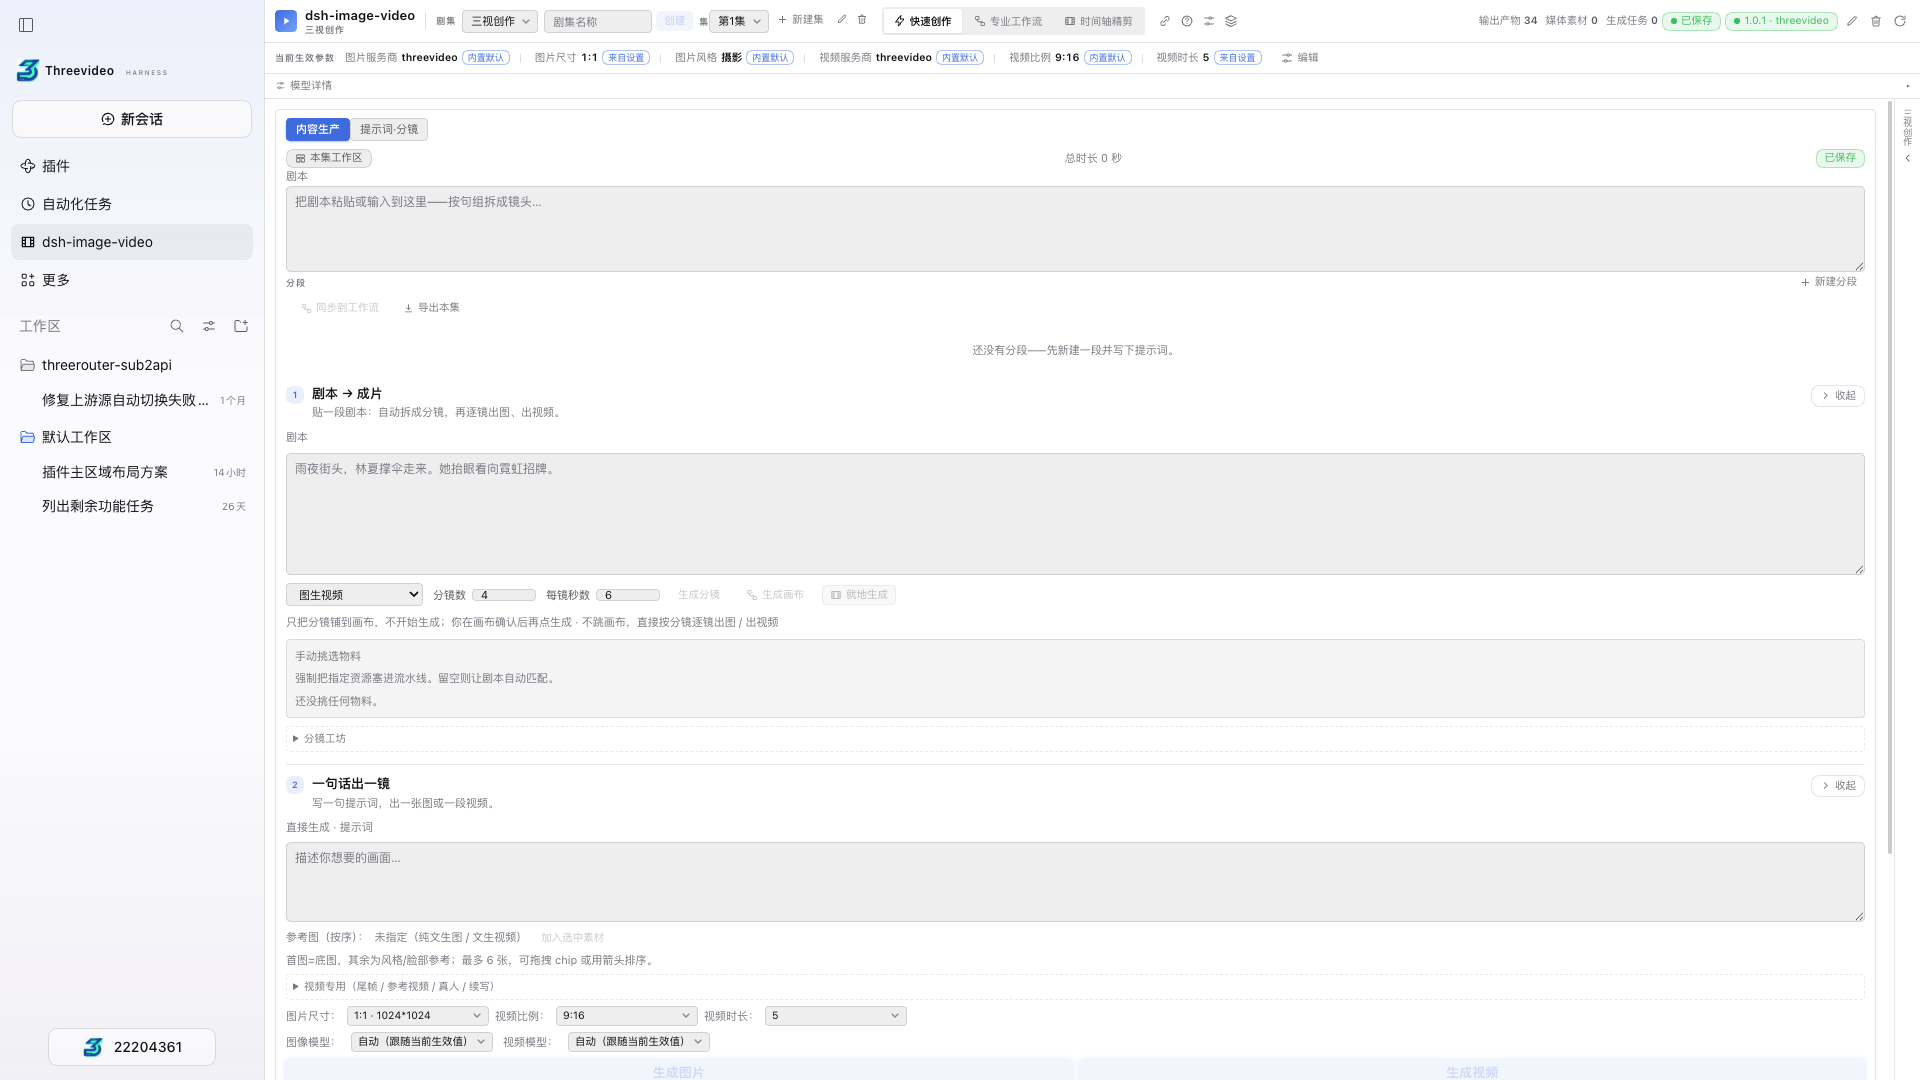 Threevideo HARNESS
新会话
插件
自动化任务
dsh-image-video
更多
工作区
threerouter-sub2api
修复上游源自动切换失败... 1个月
默认工作区
插件主区域布局方案 14小时
列出剩余功能任务 26天
22204361
dsh-image-video
三视创作
剧集 三视创作 剧集名称 创建 集 第1集 新建集 快速创作 专业工作流 时间轴精剪 输出产物 34 媒体素材 0 生成任务 0 已保存 1.0.1 · threevideo
当前生效参数 图片服务商 threevideo 内置默认 图片尺寸 1:1 来自设置 图片风格 摄影 内置默认 视频服务商 threevideo 内置默认 视频比例 9:16 内置默认 视频时长 5 来自设置 编辑
模型详情
内容生产 提示词·分镜
本集工作区 总时长 0 秒 已保存
剧本
把剧本粘贴或输入到这里——按句组拆成镜头...
分段 新建分段
同步到工作流 导出本集
还没有分段——先新建一段并写下提示词。
1 剧本 → 成片 收起
贴一段剧本：自动拆成分镜，再逐镜出图、出视频。
剧本
雨夜街头，林夏撑伞走来。她抬眼看向霓虹招牌。
图生视频 分镜数 4 每镜秒数 6 生成分镜 生成画布 就地生成
只把分镜铺到画布，不开始生成；你在画布确认后再点生成 · 不跳画布，直接按分镜逐镜出图 / 出视频
手动挑选物料
强制把指定资源塞进流水线。留空则让剧本自动匹配。
还没挑任何物料。
分镜工坊
2 一句话出一镜 收起
写一句提示词，出一张图或一段视频。
直接生成 · 提示词
描述你想要的画面...
参考图（按序）： 未指定（纯文生图 / 文生视频） 加入选中素材
首图=底图，其余为风格/脸部参考；最多 6 张，可拖拽 chip 或用箭头排序。
视频专用（尾帧 / 参考视频 / 真人 / 续写）
图片尺寸： 1:1 · 1024*1024 视频比例： 9:16 视频时长： 5
图像模型： 自动（跟随当前生效值） 视频模型： 自动（跟随当前生效值）
生成图片 生成视频
三视创作